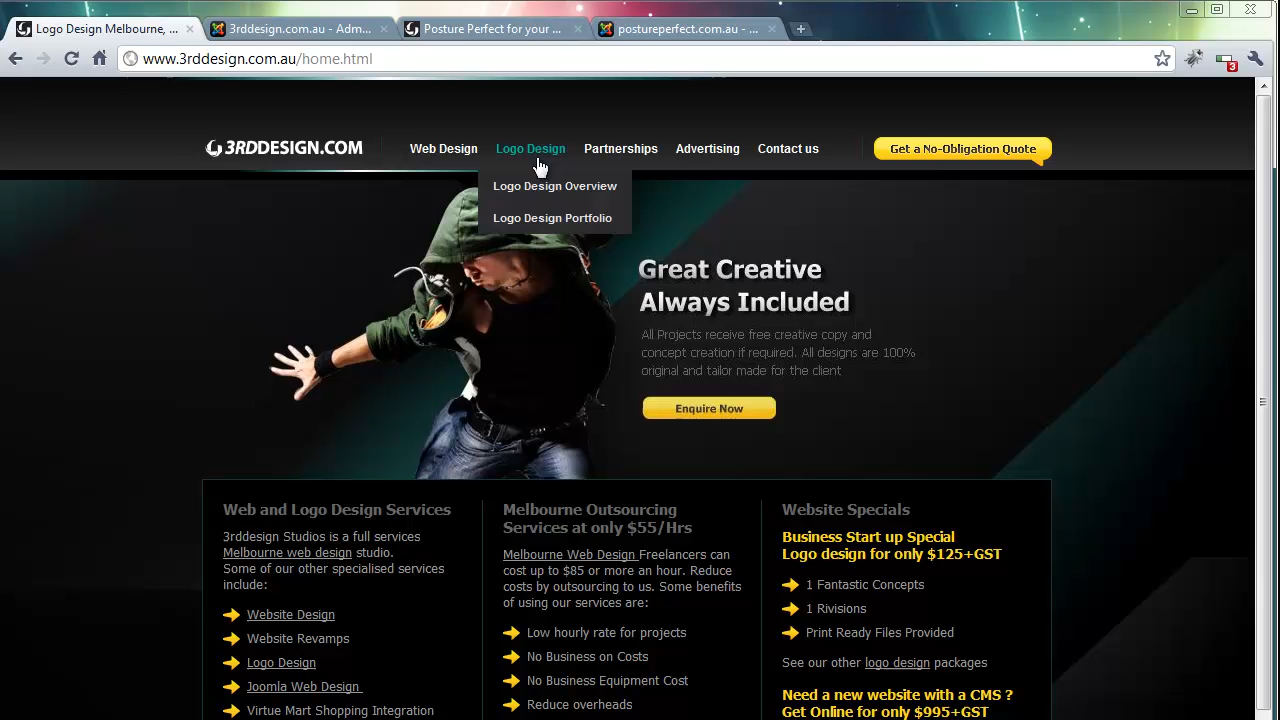 Logo Design Melbourne, ...
3rddesign.com.au - Adm...
Posture Perfect for your ...
postureperfect.com.au - ...
www.3rddesign.com.au/home.html
3
3RDDESIGN.COM
Web Design
Logo Design
Partnerships
Advertising
Contact us
Get a No-Obligation Quote
Logo Design Overview
Logo Design Portfolio
Great Creative
Always Included
All Projects receive free creative copy and
concept creation if required. All designs are 100%
original and tailor made for the client
Enquire Now
Web and Logo Design Services
3rddesign Studios is a full services
Melbourne web design studio.
Some of our other specialised services
include:
Website Design
Website Revamps
Logo Design
Joomla Web Design
Virtue Mart Shopping Integration
Melbourne Outsourcing
Services at only $55/Hrs
Melbourne Web Design Freelancers can
cost up to $85 or more an hour. Reduce
costs by outsourcing to us. Some benefits
of using our services are:
Low hourly rate for projects
No Business on Costs
No Business Equipment Cost
Reduce overheads
Website Specials
Business Start up Special
Logo design for only $125+GST
1 Fantastic Concepts
1 Rivisions
Print Ready Files Provided
See our other logo design packages
Need a new website with a CMS ?
Get Online for only $995+GST